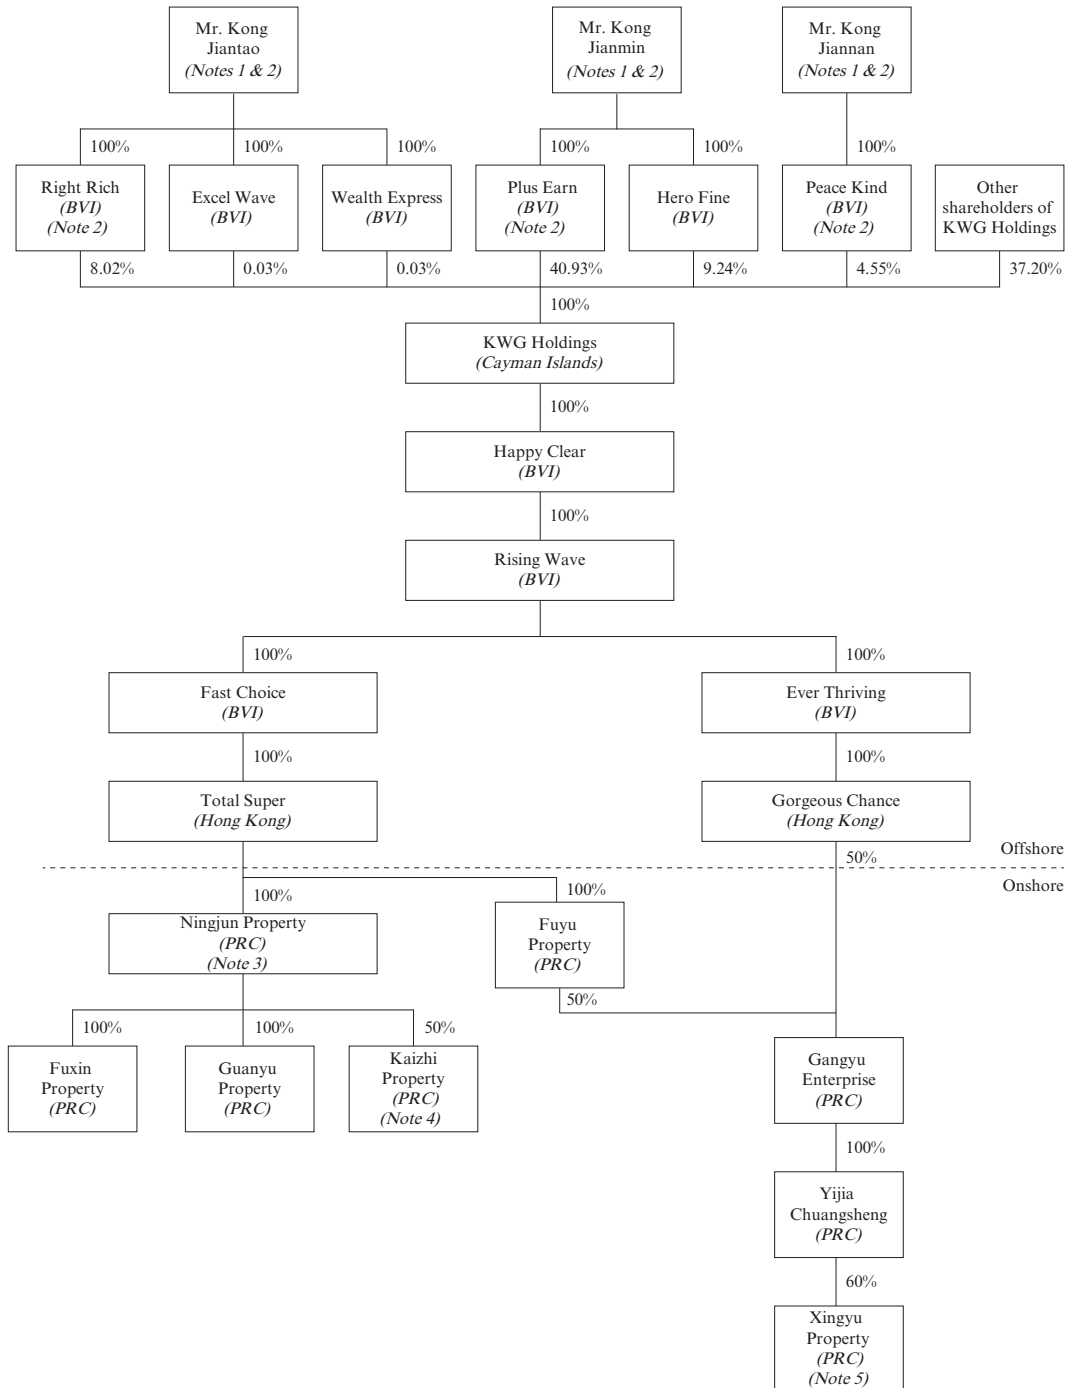 Mr. Kong
Jiantao
(Notes 1 & 2)
Mr. Kong
Jianmin
(Notes 1 & 2)
Mr. Kong
Jiannan
(Notes 1 & 2)
100%
100%
100%
100%
100%
100%
Right Rich
(BVI)
(Note 2)
Excel Wave
(BVI)
Wealth Express
(BVI)
Plus Earn
(BVI)
(Note 2)
Hero Fine
(BVI)
Peace Kind
(BVI)
(Note 2)
Other
shareholders of
KWG Holdings
8.02%
0.03%
0.03%
40.93%
9.24%
4.55%
37.20%
100%
KWG Holdings
(Cayman Islands)
100%
Happy Clear
(BVI)
100%
Rising Wave
(BVI)
100%
100%
Fast Choice
(BVI)
Ever Thriving
(BVI)
100%
100%
Total Super
(Hong Kong)
Gorgeous Chance
(Hong Kong)
50%
Offshore
Onshore
100%
100%
Ningjun Property
(PRC)
(Note 3)
Fuyu
Property
(PRC)
50%
100%
100%
50%
Fuxin
Property
(PRC)
Guanyu
Property
(PRC)
Kaizhi
Property
(PRC)
(Note 4)
Gangyu
Enterprise
(PRC)
100%
Yijia
Chuangsheng
(PRC)
60%
Xingyu
Property
(PRC)
(Note 5)